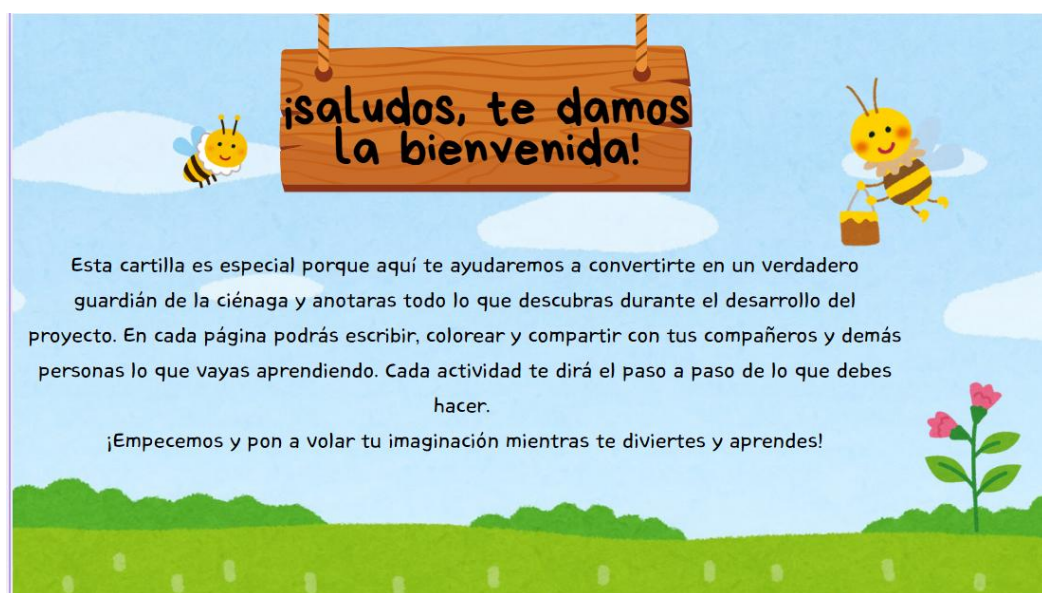 ¡saludos, te damos
la bienvenida!
Esta cartilla es especial porque aquí te ayudaremos a convertirte en un verdadero
guardián de la ciénaga y anotaras todo lo que descubras durante el desarrollo del
proyecto. En cada página podrás escribir, colorear y compartir con tus compañeros y demás
personas lo que vayas aprendiendo. Cada actividad te dirá el paso a paso de lo que debes
hacer.
¡Empecemos y pon a volar tu imaginación mientras te diviertes y aprendes!